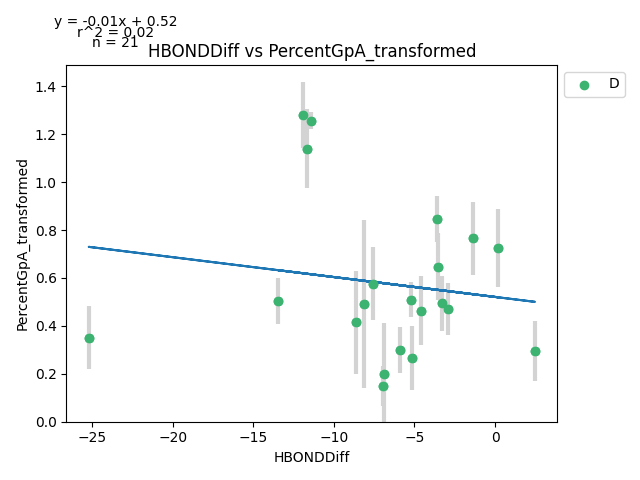 y = -0.01x + 0.52
r^2 = 0.02
n = 21
HBONDDiff vs PercentGpA_transformed
D
PercentGpA_transformed
1.4
1.2
1.0
0.8
0.6
0.4
0.2
0.0
−25
−20
−15
−10
−5
0
HBONDDiff